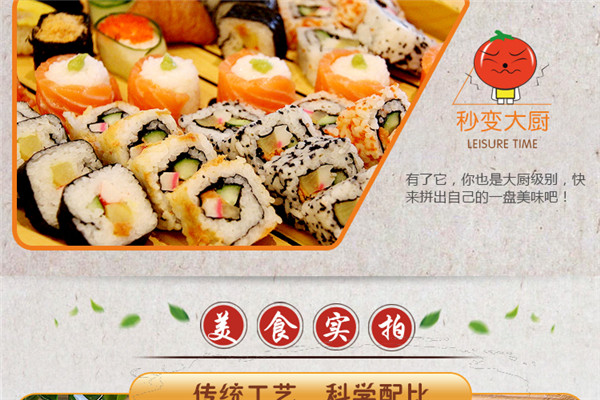 秒变大厨
LEISURE TIME
有了它，你也是大厨级别，快
来拼出自己的一盘美味吧！
美食实拍
传统工艺 科学配比